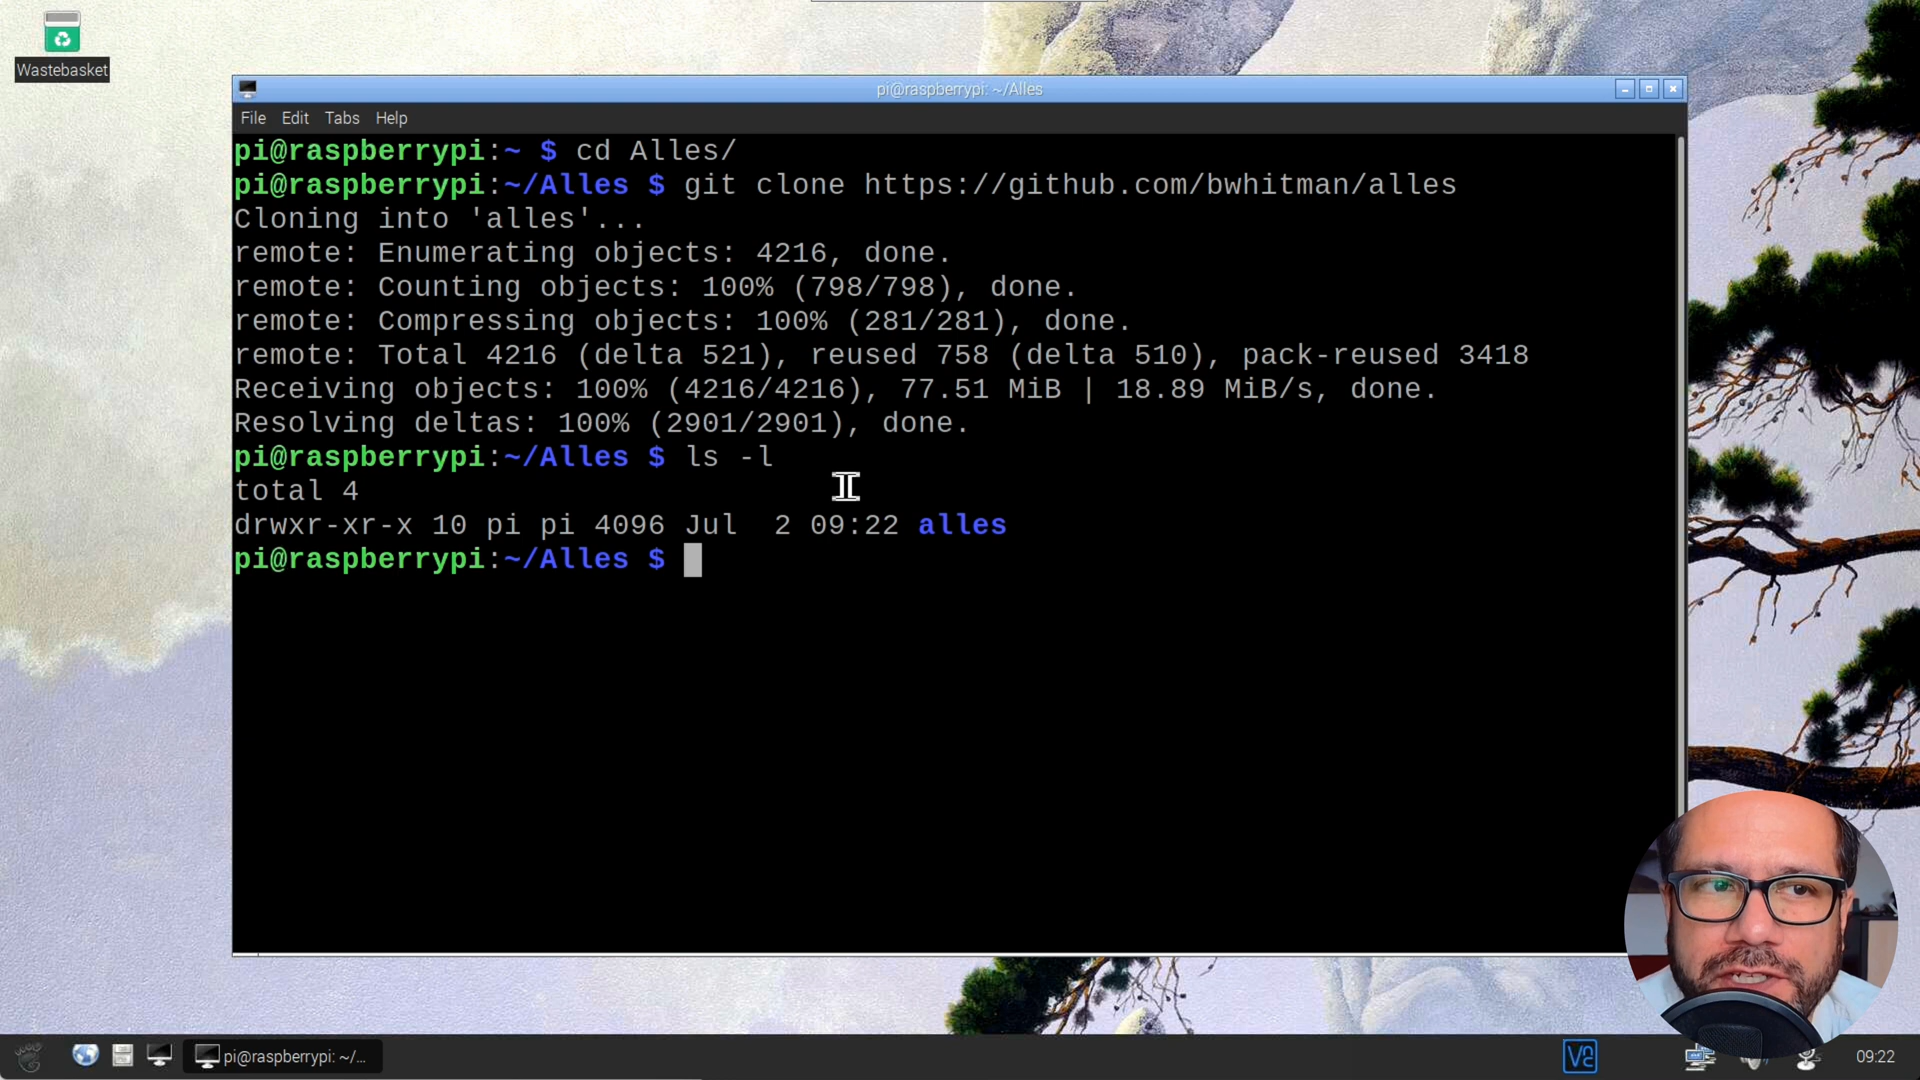 Wastebasket
pi@raspberrypi: ~/Alles
File Edit Tabs Help
pi@raspberrypi:~ $ cd Alles/
pi@raspberrypi:~/Alles $ git clone https://github.com/bwhitman/alles
Cloning into 'alles'...
remote: Enumerating objects: 4216, done.
remote: Counting objects: 100% (798/798), done.
remote: Compressing objects: 100% (281/281), done.
remote: Total 4216 (delta 521), reused 758 (delta 510), pack-reused 3418
Receiving objects: 100% (4216/4216), 77.51 MiB | 18.89 MiB/s, done.
Resolving deltas: 100% (2901/2901), done.
pi@raspberrypi:~/Alles $ ls -l
total 4
drwxr-xr-x 10 pi pi 4096 Jul  2 09:22 alles
pi@raspberrypi:~/Alles $
pi@raspberrypi: ~/...
09:22